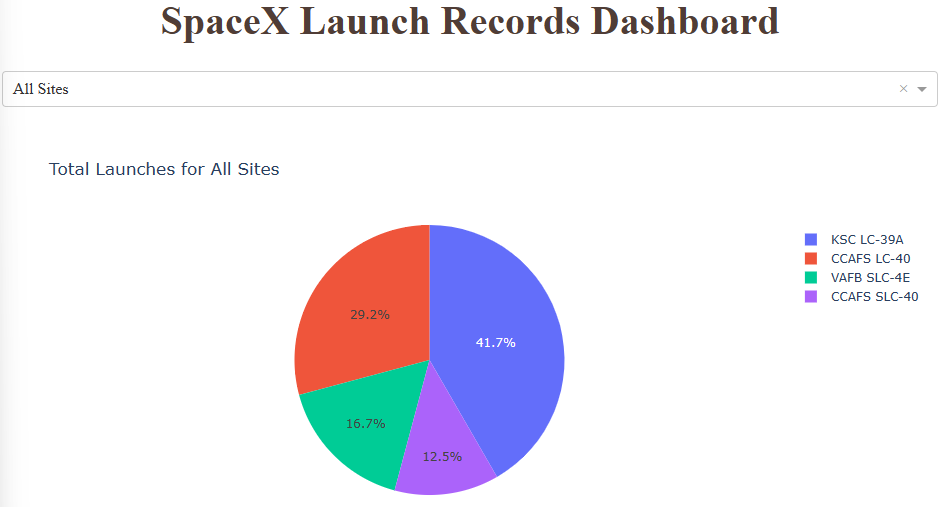 SpaceX Launch Records Dashboard
All Sites
Total Launches for All Sites
KSC LC-39A
CCAFS LC-40
VAFB SLC-4E
CCAFS SLC-40
29.2%
41.7%
16.7%
12.5%